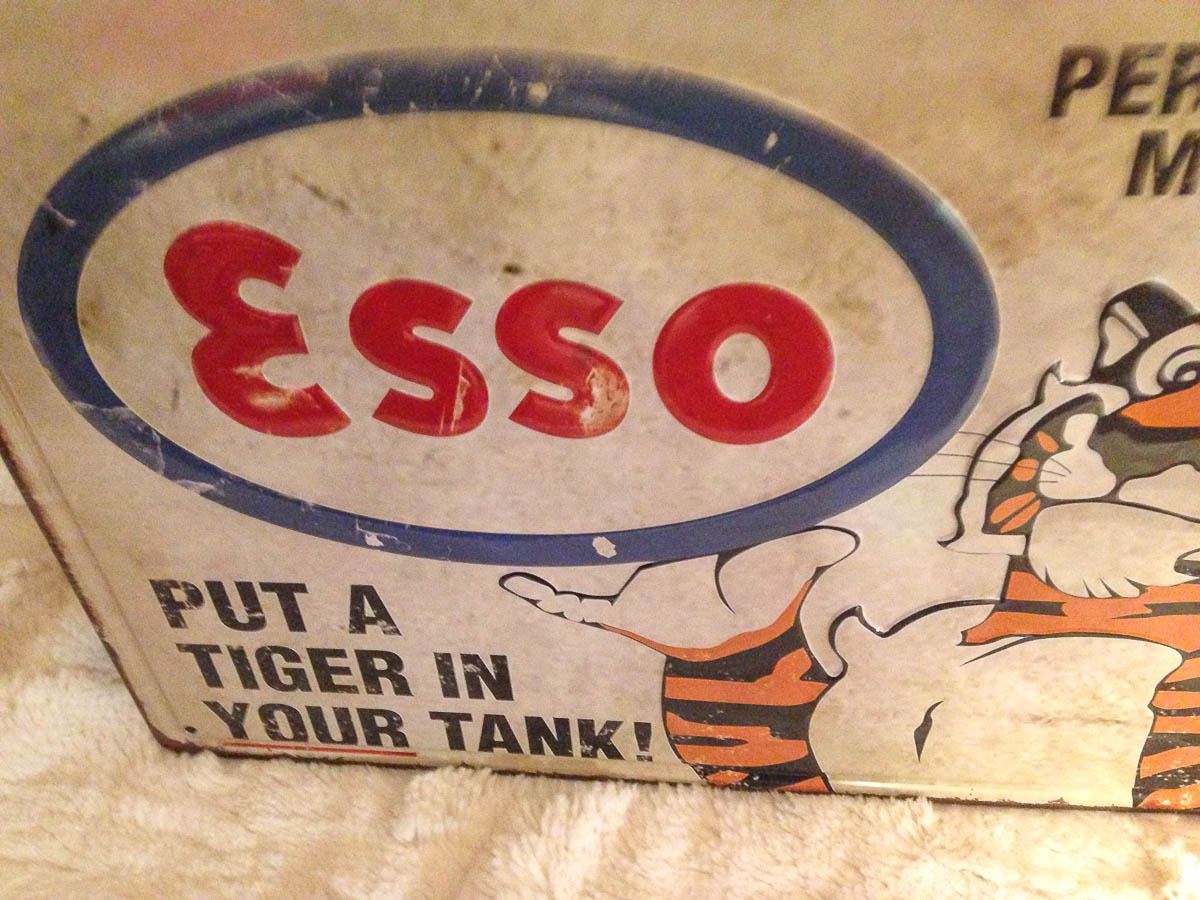 Esso
PUT A
TIGER IN
YOUR TANK!